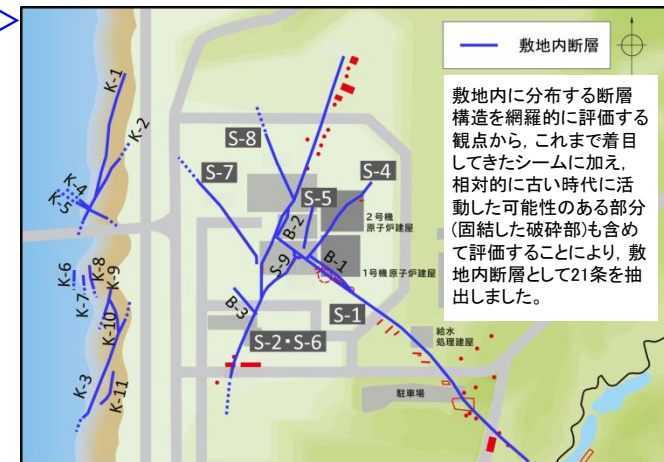 敷地内断層
敷地内に分布する断層
構造を網羅的に評価する
観点から，これまで着目
してきたシームに加え，
相対的に古い時代に活
動した可能性のある部分
(固結した破砕部)も含め
て評価することにより，敷
地内断層として21条を抽
出しました。
K-1
K-2
K-4
K-5
K-6
K-7
K-8
K-9
K-10
K-3
K-11
S-8
S-7
S-4
S-5
B-2
2号機
原子炉建屋
S-9
B-1
1号機原子炉建屋
B-3
S-1
S-2・S-6
給水
処理建屋
駐車場